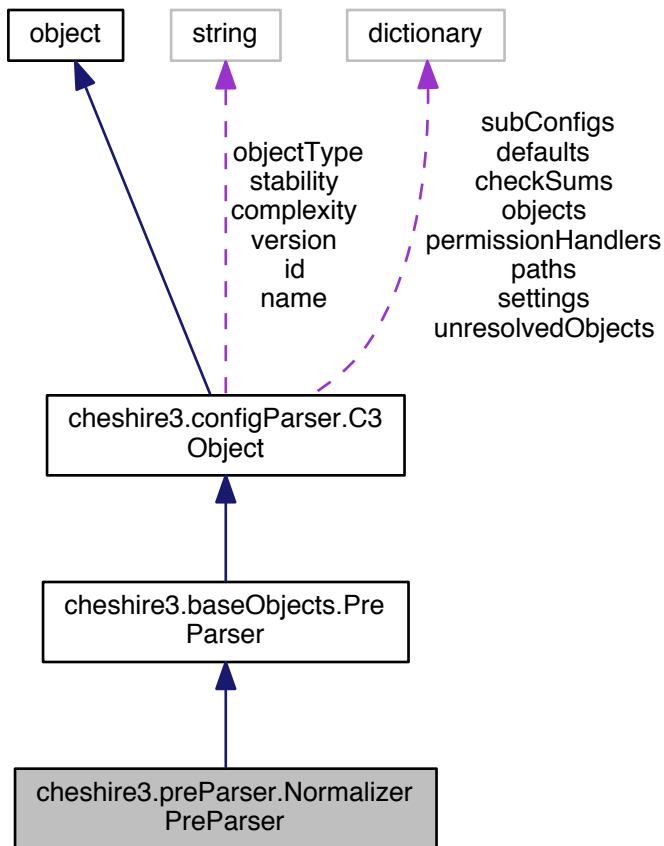 object
string
dictionary
objectType
stability
complexity
version
id
name
subConfigs
defaults
checkSums
objects
permissionHandlers
paths
settings
unresolvedObjects
cheshire3.configParser.C3
Object
cheshire3.baseObjects.Pre
Parser
cheshire3.preParser.Normalizer
PreParser